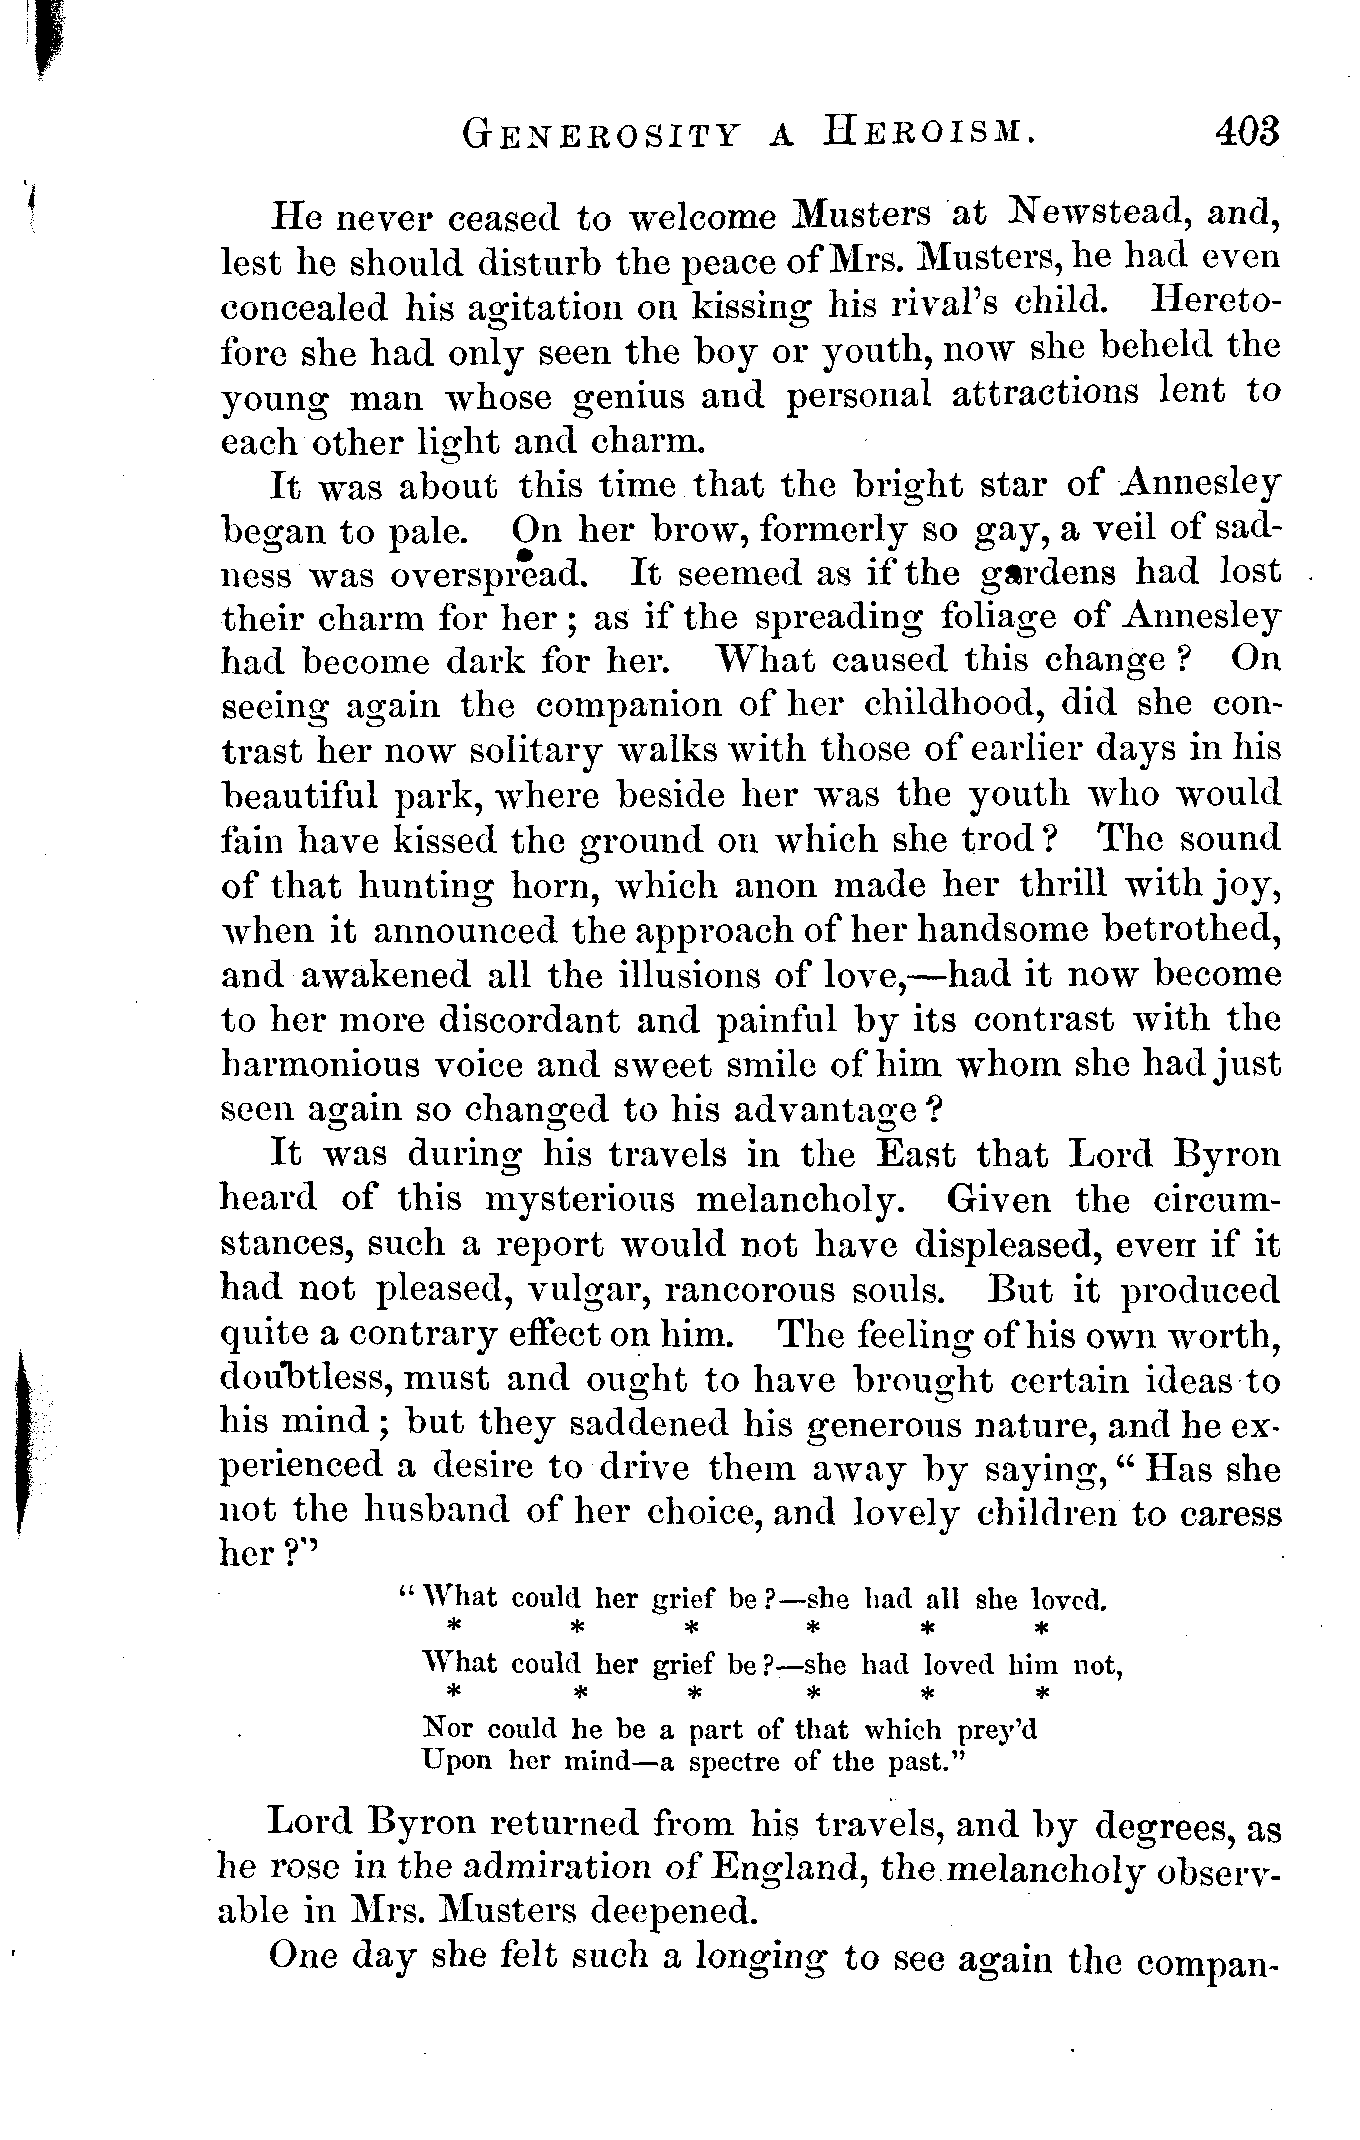 GENEROSITY A HEROISM. 403
He never ceased to welcome Musters at Newstead, and,
lest he should disturb the peace of Mrs. Musters, he had even
concealed his agitation on kissing his rival's child. Hereto-
fore she had only seen the boy or youth, now she beheld the
young man whose genius and personal attractions lent to
each other light and charm.
It was about this time that the bright star of Annesley
began to pale. On her brow, formerly so gay, a veil of sad-
ness was overspread. It seemed as if the gardens had lost
their charm for her; as if the spreading foliage of Annesley
had become dark for her. What caused this change? On
seeing again the companion of her childhood, did she con-
trast her now solitary walks with those of earlier days in his
beautiful park, where beside her was the youth who would
fain have kissed the ground on which she trod? The sound
of that hunting horn, which anon made her thrill with joy,
when it announced the approach of her handsome betrothed,
and awakened all the illusions of love,—had it now become
to her more discordant and painful by its contrast with the
harmonious voice and sweet smile of him whom she had just
seen again so changed to his advantage?
It was during his travels in the East that Lord Byron
heard of this mysterious melancholy. Given the circum-
stances, such a report would not have displeased, even if it
had not pleased, vulgar, rancorous souls. But it produced
quite a contrary effect on him. The feeling of his own worth,
doubtless, must and ought to have brought certain ideas to
his mind; but they saddened his generous nature, and he ex-
perienced a desire to drive them away by saying, "Has she
not the husband of her choice, and lovely children to caress
her?"
"What could her grief be?—she had all she loved.
* * * * * *
What could her grief be?—she had loved him not,
* * * * * *
Nor could he be a part of that which prey'd
Upon her mind—a spectre of the past."
Lord Byron returned from his travels, and by degrees, as
he rose in the admiration of England, the melancholy observ-
able in Mrs. Musters deepened.
One day she felt such a longing to see again the compan-